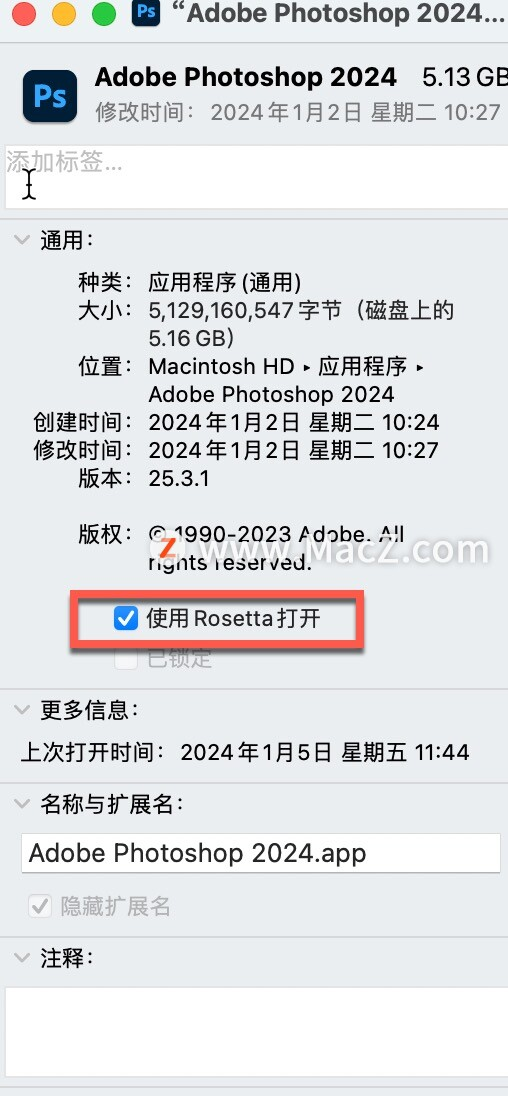 Ps "Adobe Photoshop 2024...
Ps Adobe Photoshop 2024 5.13 GB
修改时间： 2024年1月2日 星期二 10:27
添加标签...
通用：
种类： 应用程序 (通用)
大小： 5,129,160,547 字节（磁盘上的
5.16 GB）
位置： Macintosh HD ▸ 应用程序 ▸
Adobe Photoshop 2024
创建时间： 2024年1月2日 星期二 10:24
修改时间： 2024年1月2日 星期二 10:27
版本： 25.3.1
版权： © 1990-2023 Adobe. All
rights reserved.
Z www.MacZ.com
使用Rosetta打开
已锁定
更多信息：
上次打开时间： 2024年1月5日 星期五 11:44
名称与扩展名：
Adobe Photoshop 2024.app
隐藏扩展名
注释：